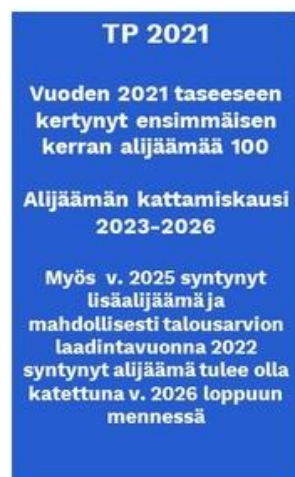 TP 2021
Vuoden 2021 taseeseen
kertynyt ensimmäisen
kerran alijäämää 100
Alijäämän kattamiskausi
2023-2026
Myös v. 2025 syntynyt
lisäalijäämä ja
mahdollisesti talousarvion
laadintavuonna 2022
syntynyt alijäämä tulee olla
katettuna v. 2026 loppuun
mennessä